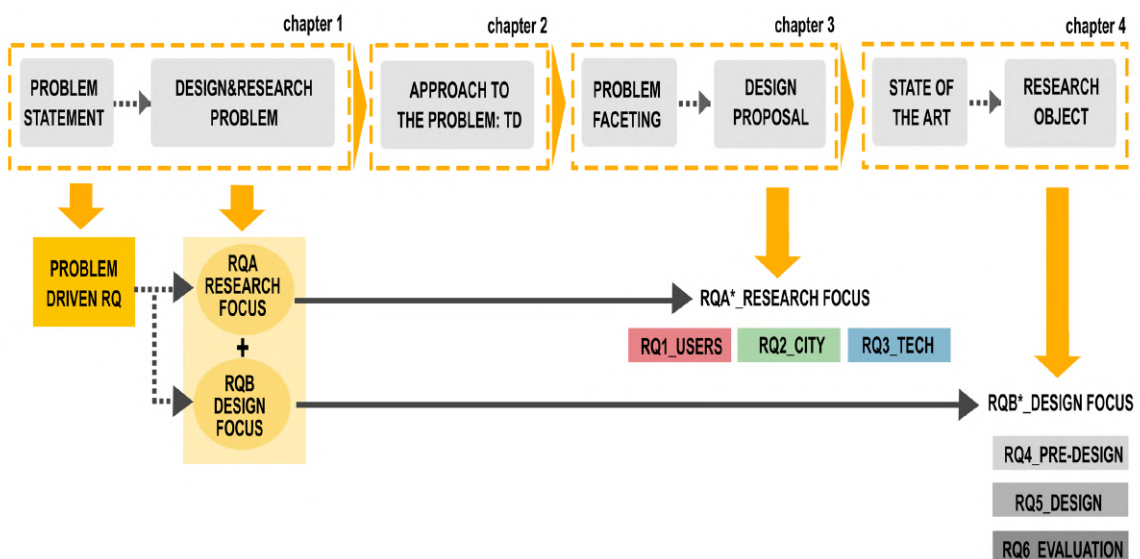 chapter 1
chapter 2
chapter 3
chapter 4
PROBLEM
STATEMENT
DESIGN&RESEARCH
PROBLEM
APPROACH TO
THE PROBLEM: TD
PROBLEM
FACETING
DESIGN
PROPOSAL
STATE OF
THE ART
RESEARCH
OBJECT
PROBLEM
DRIVEN RQ
RQA
RESEARCH
FOCUS
+
RQB
DESIGN
FOCUS
RQA*_RESEARCH FOCUS
RQ1_USERS
RQ2_CITY
RQ3_TECH
RQB*_DESIGN FOCUS
RQ4_PRE-DESIGN
RQ5_DESIGN
RQ6_EVALUATION